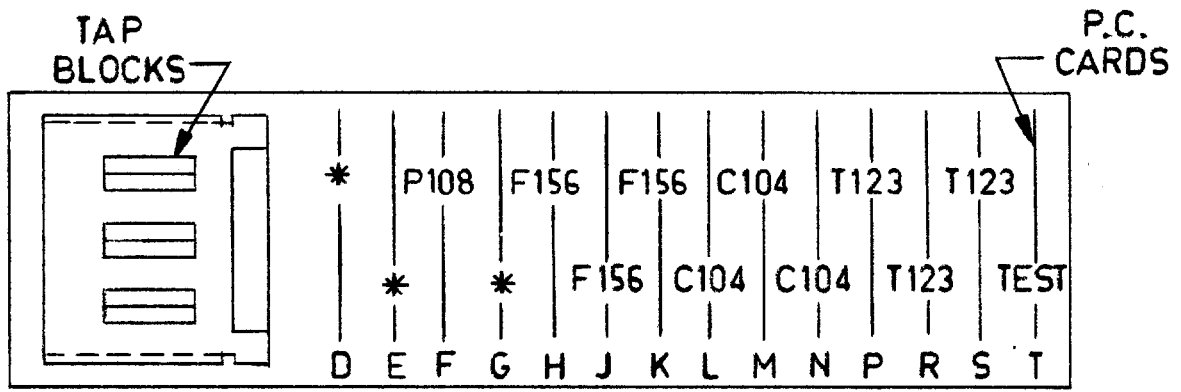 TAP
BLOCKS
P.C.
CARDS
* P108 F156 F156 C104 T123 T123
* * F156 C104 C104 T123 TEST
D E F G H J K L M N P R S T